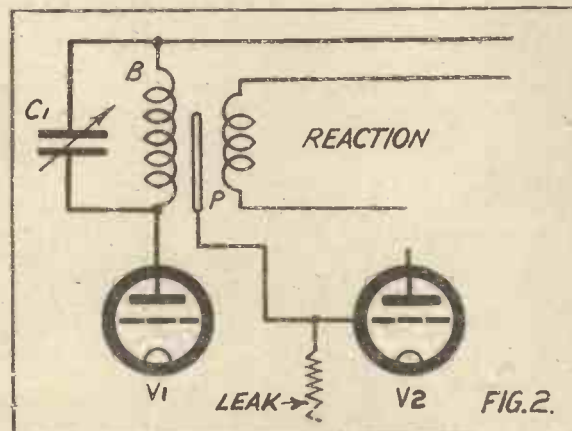 B
C1
REACTION
P
V1
LEAK
V2
FIG.2.